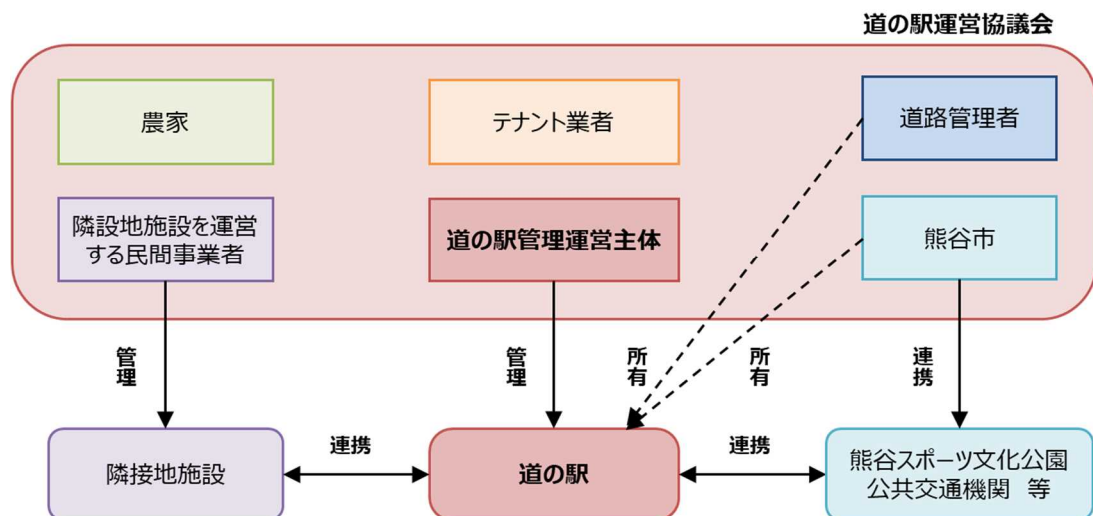 道の駅運営協議会
農家
テナント業者
道路管理者
隣設地施設を運営
する民間事業者
道の駅管理運営主体
熊谷市
管理
管理
所有
所有
連携
隣接地施設
連携
道の駅
連携
熊谷スポーツ文化公園
公共交通機関 等